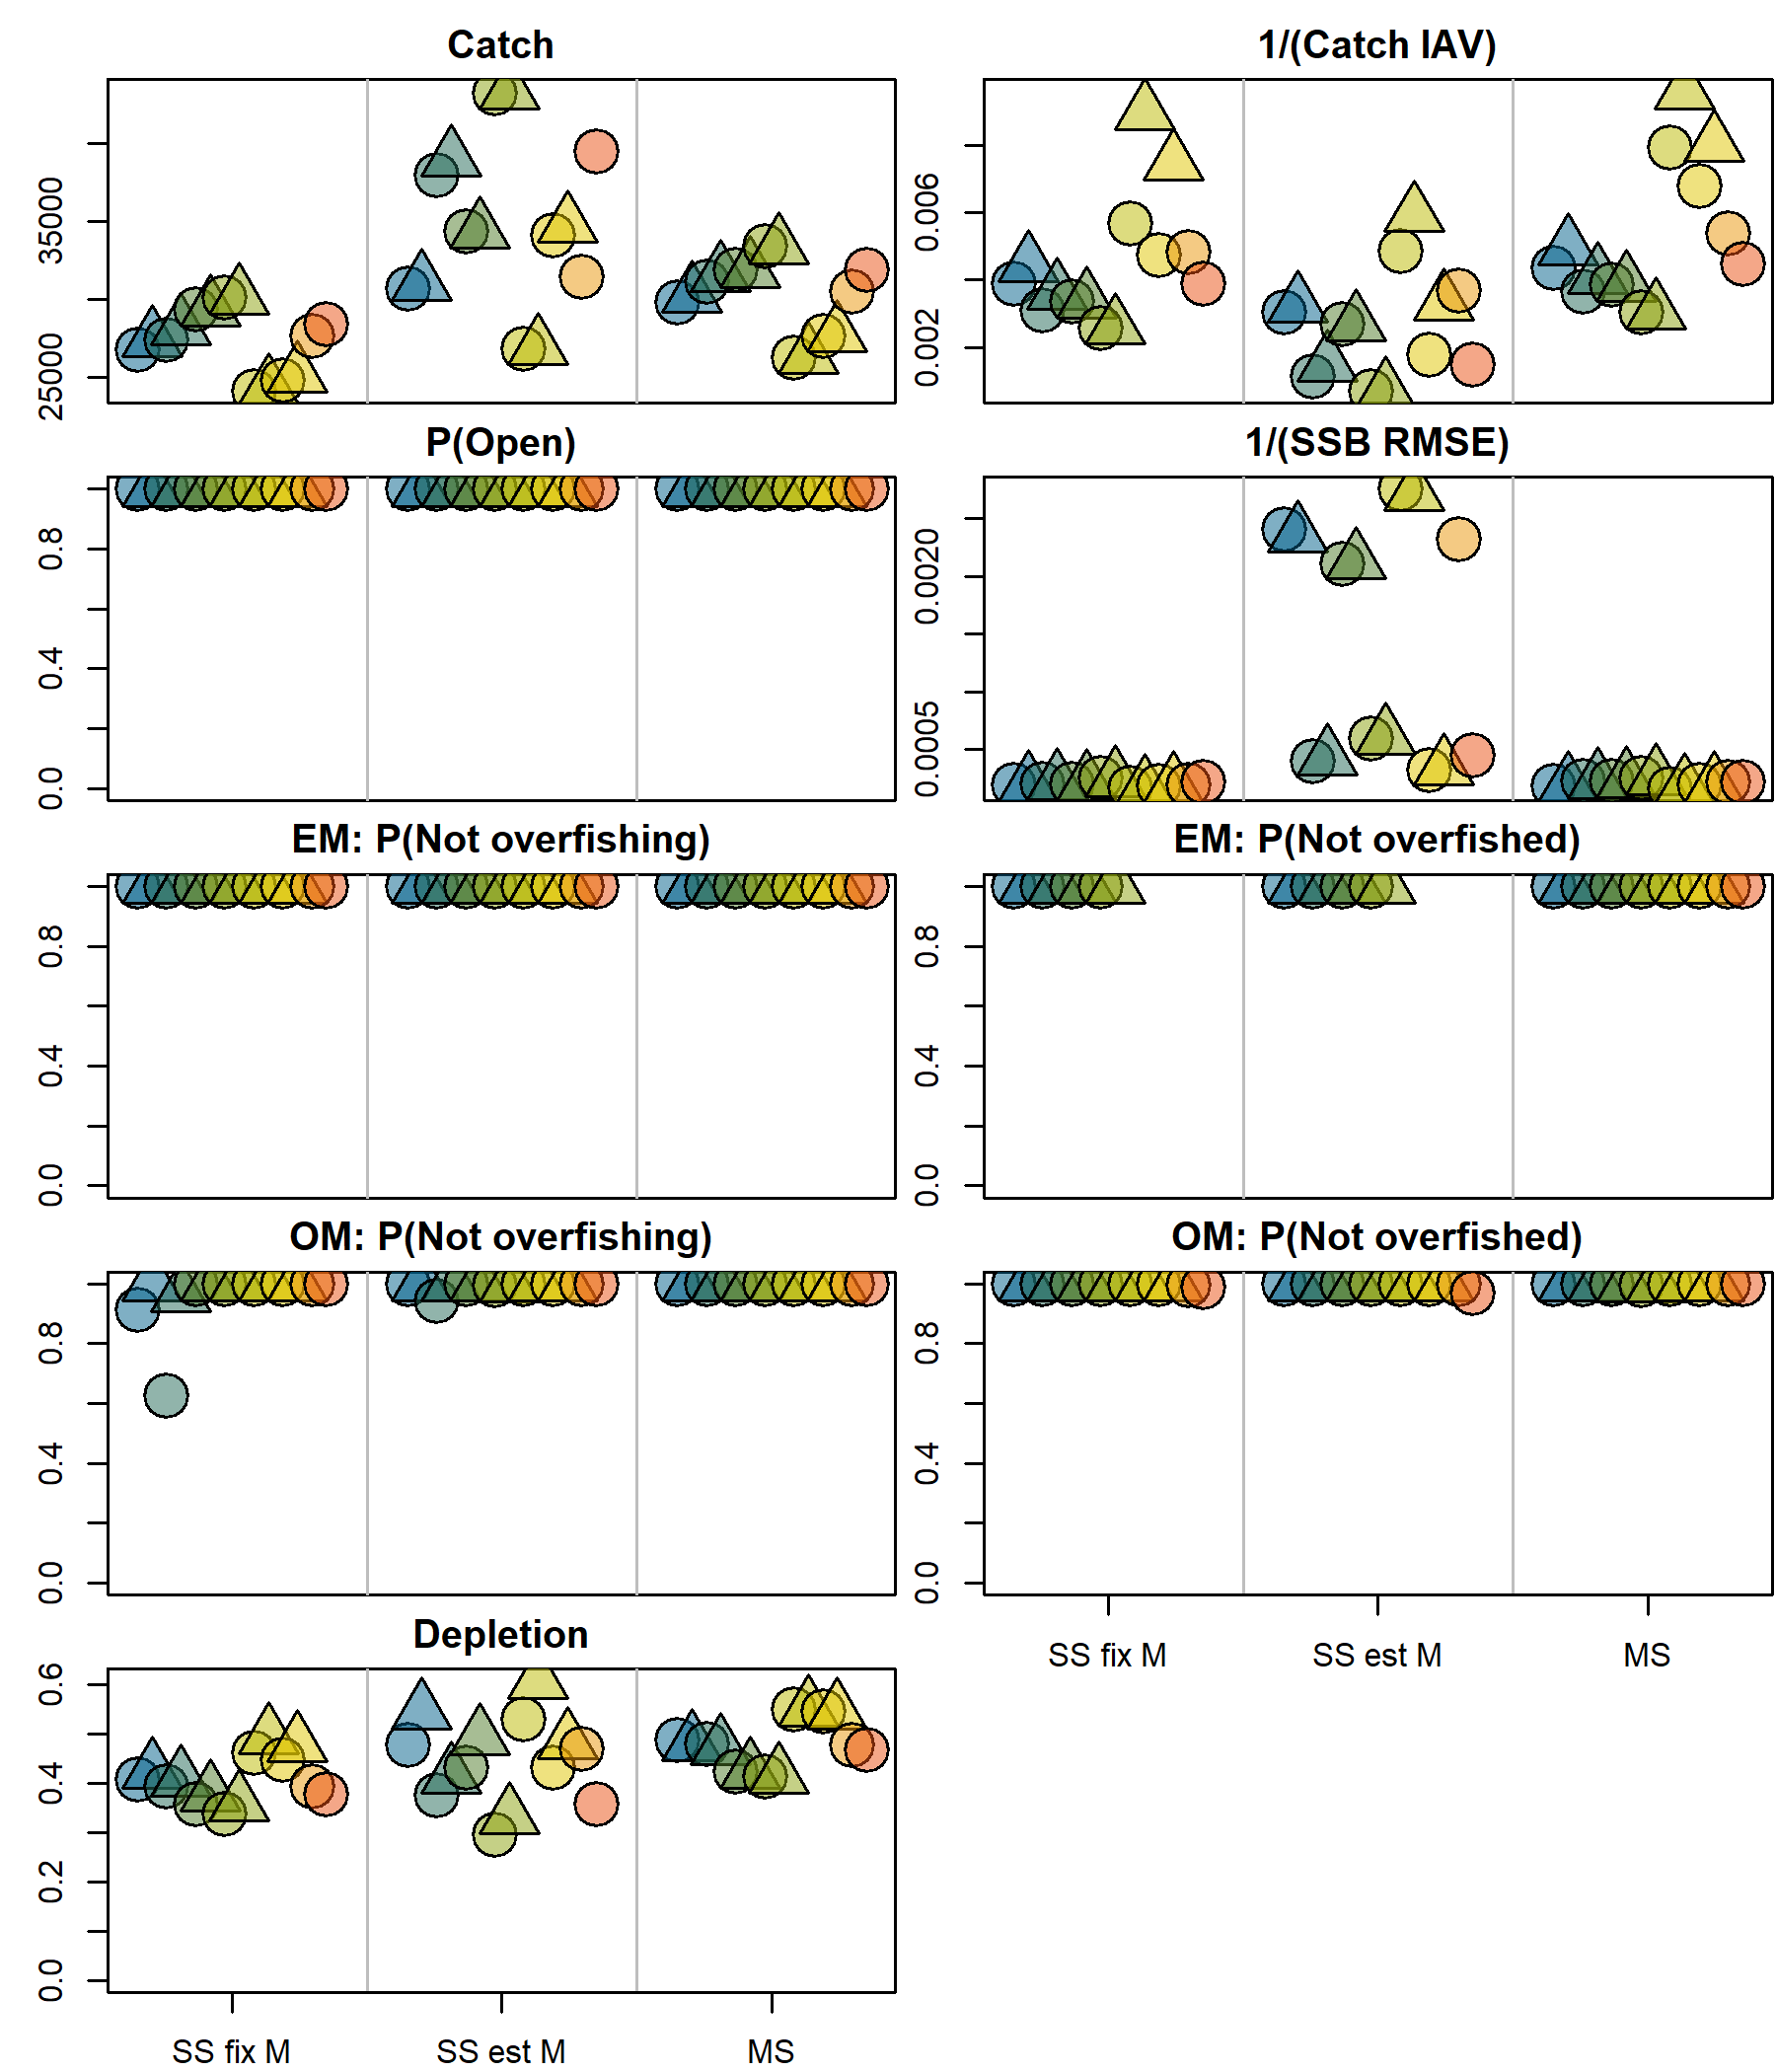 Catch
1/(Catch IAV)
35000
25000
0.006
0.002
P(Open)
1/(SSB RMSE)
0.8
0.4
0.0
0.0020
0.0005
EM: P(Not overfishing)
EM: P(Not overfished)
0.8
0.4
0.0
0.8
0.4
0.0
OM: P(Not overfishing)
OM: P(Not overfished)
0.8
0.4
0.0
0.8
0.4
0.0
SS fix M
SS est M
MS
Depletion
0.6
0.4
0.2
0.0
SS fix M
SS est M
MS